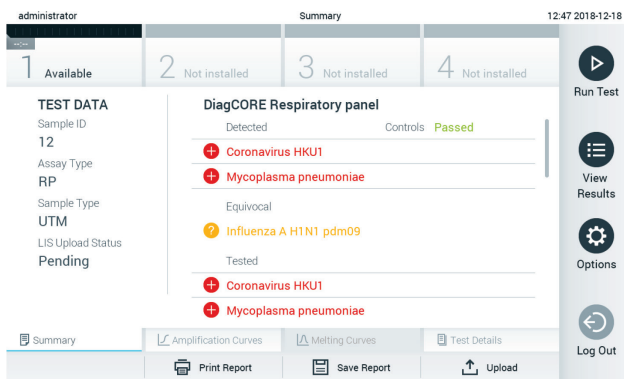 administrator Summary 12:47 2018-12-18
--:--
1 Available 2 Not installed 3 Not installed 4 Not installed
Run Test
TEST DATA
Sample ID
12
Assay Type
RP
Sample Type
UTM
LIS Upload Status
Pending
DiagCORE Respiratory panel
Detected Controls Passed
Coronavirus HKU1
Mycoplasma pneumoniae
Equivocal
? Influenza A H1N1 pdm09
Tested
Coronavirus HKU1
Mycoplasma pneumoniae
View
Results
Options
Log Out
Summary Amplification Curves Melting Curves Test Details
Print Report Save Report Upload